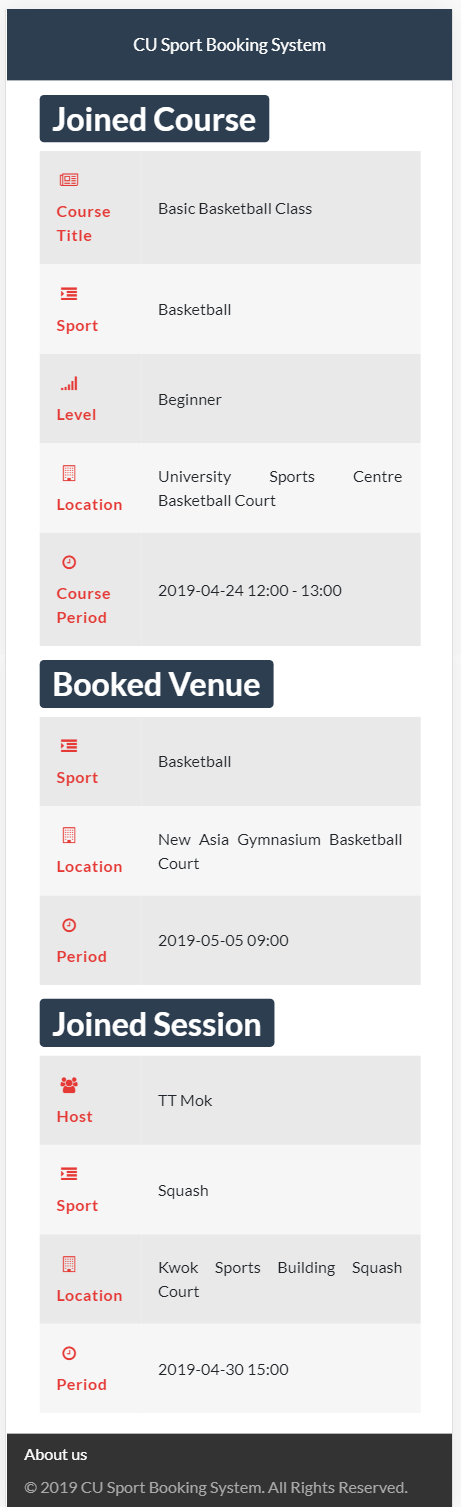 CU Sport Booking System
Joined Course
Course
Title
Basic Basketball Class
Sport
Basketball
Level
Beginner
Location
University Sports Centre
Basketball Court
Course
Period
2019-04-24 12:00 - 13:00
Booked Venue
Sport
Basketball
Location
New Asia Gymnasium Basketball
Court
Period
2019-05-05 09:00
Joined Session
Host
TT Mok
Sport
Squash
Location
Kwok Sports Building Squash
Court
Period
2019-04-30 15:00
About us
© 2019 CU Sport Booking System. All Rights Reserved.